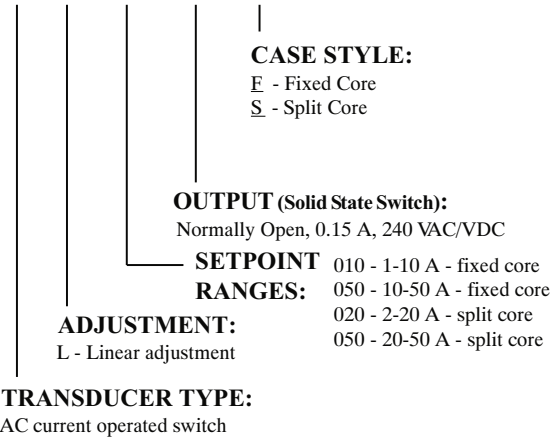 CASE STYLE:
F - Fixed Core
S - Split Core
OUTPUT (Solid State Switch):
Normally Open, 0.15 A, 240 VAC/VDC
SETPOINT RANGES:
010 - 1-10 A - fixed core
050 - 10-50 A - fixed core
020 - 2-20 A - split core
050 - 20-50 A - split core
ADJUSTMENT:
L - Linear adjustment
TRANSDUCER TYPE:
AC current operated switch